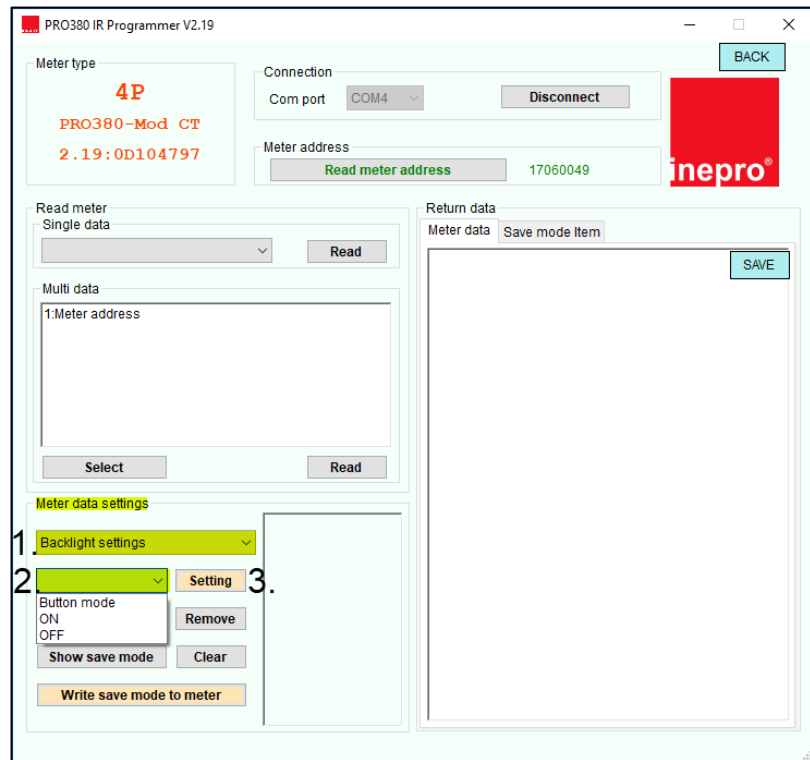 PRO380 IR Programmer V2.19
BACK
Meter type
4P
PRO380-Mod CT
2.19:0D104797
Connection
Com port COM4 Disconnect
Meter address
Read meter address 17060049
inepro®
Read meter
Single data
Read
Multi data
1:Meter address
Select Read
Return data
Meter data Save mode Item
SAVE
Meter data settings
1. Backlight settings
2. Setting 3.
Button mode
ON
OFF
Remove
Show save mode Clear
Write save mode to meter